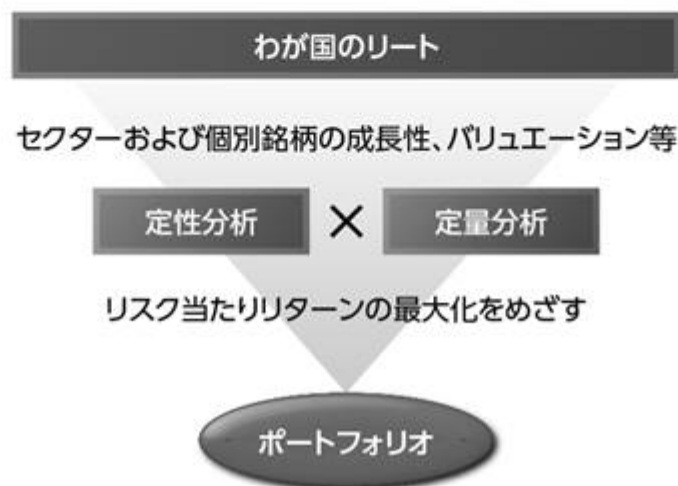 わが国のリート
セクターおよび個別銘柄の成長性、バリュエーション等
定性分析 × 定量分析
リスク当たりリターンの最大化をめざす
ポートフォリオ